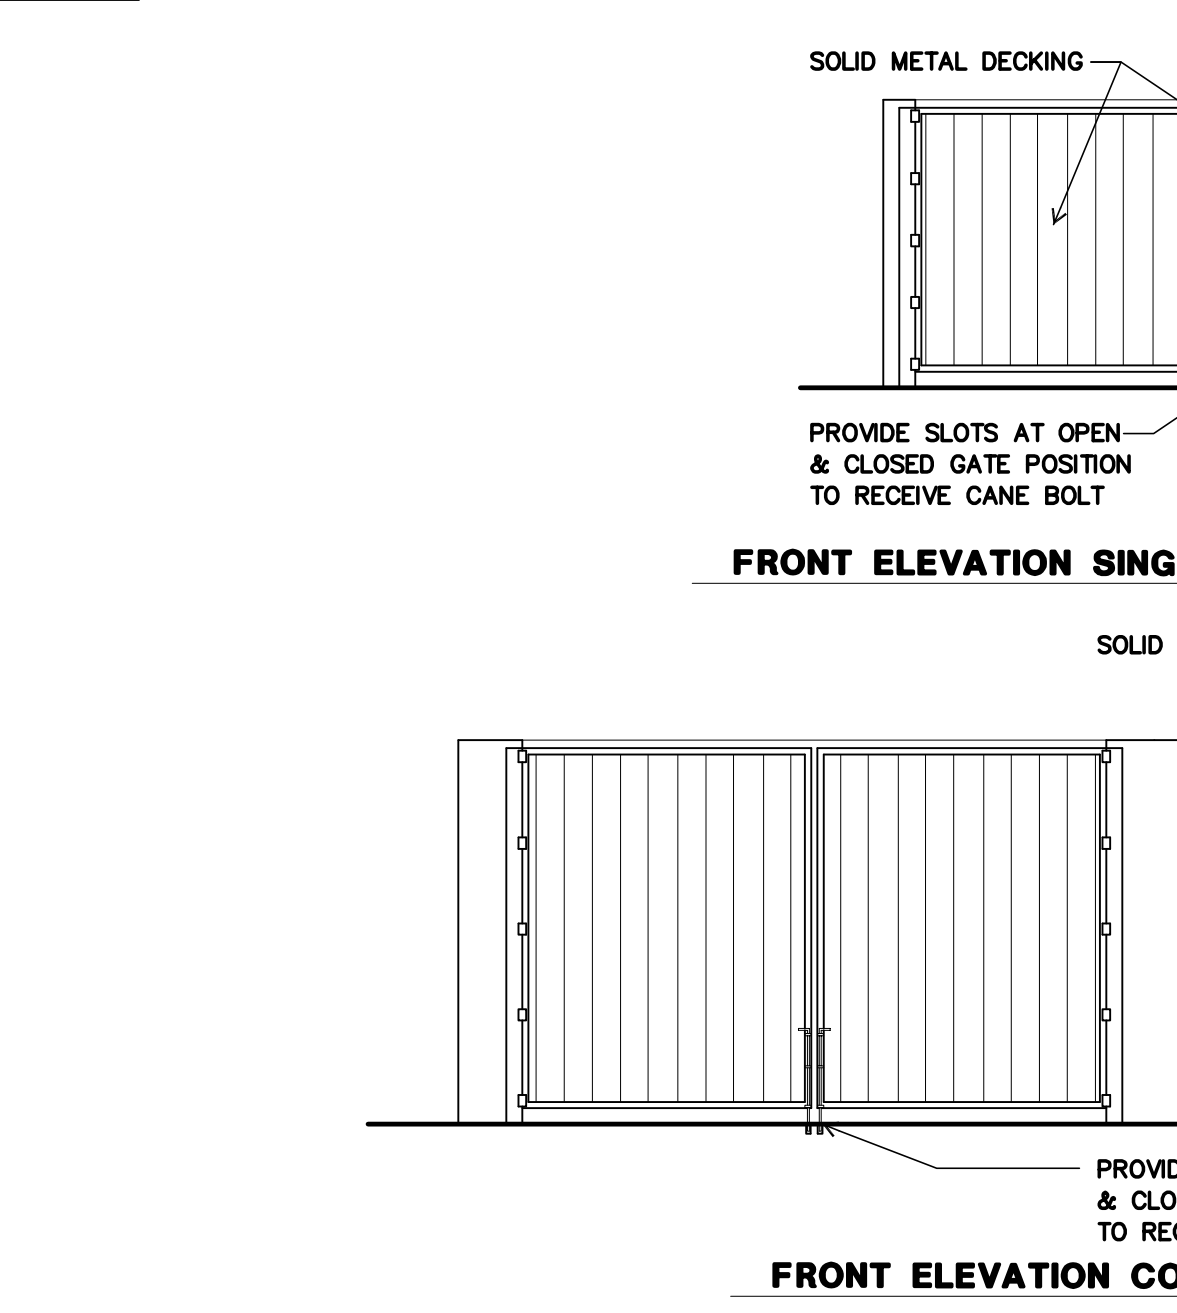 SOLID METAL DECKING
PROVIDE SLOTS AT OPEN
& CLOSED GATE POSITION
TO RECEIVE CANE BOLT
FRONT ELEVATION SING
SOLID
PROVID
& CLO
TO REC
FRONT ELEVATION CO